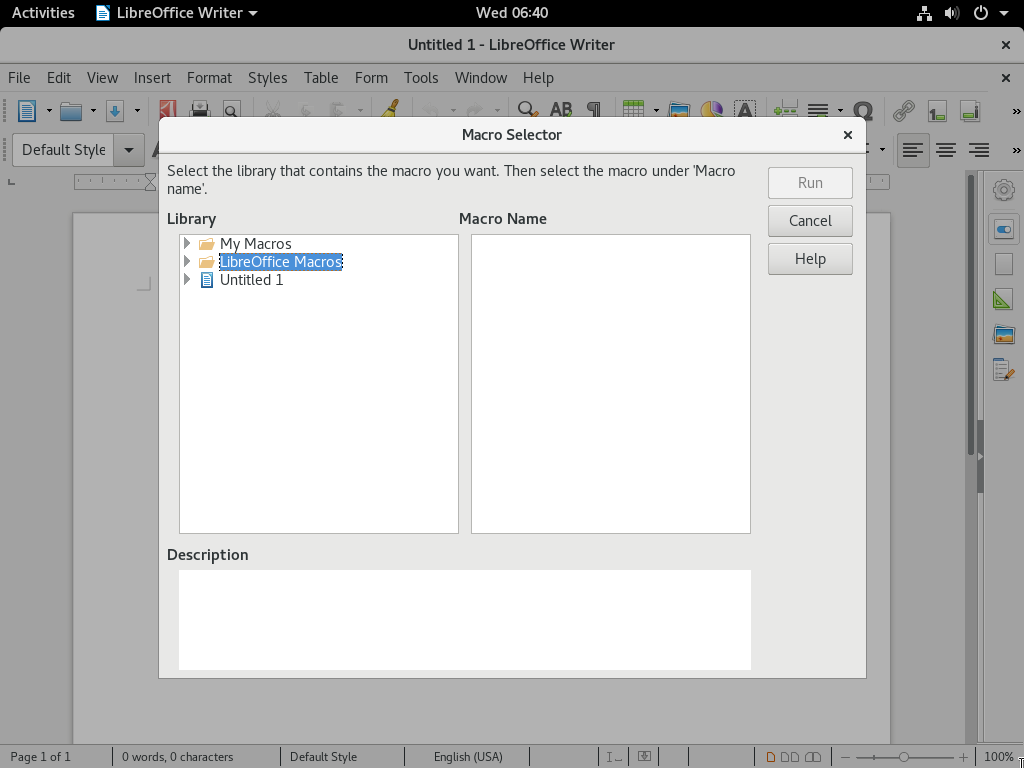 Activities LibreOffice Writer Wed 06:40
Untitled 1 - LibreOffice Writer
File Edit View Insert Format Styles Table Form Tools Window Help
Default Style
Macro Selector
Select the library that contains the macro you want. Then select the macro under 'Macro
name'.
Run
Library Macro Name
Cancel
My Macros
LibreOffice Macros
Help
Untitled 1
Description
Page 1 of 1 0 words, 0 characters Default Style English (USA) 100%